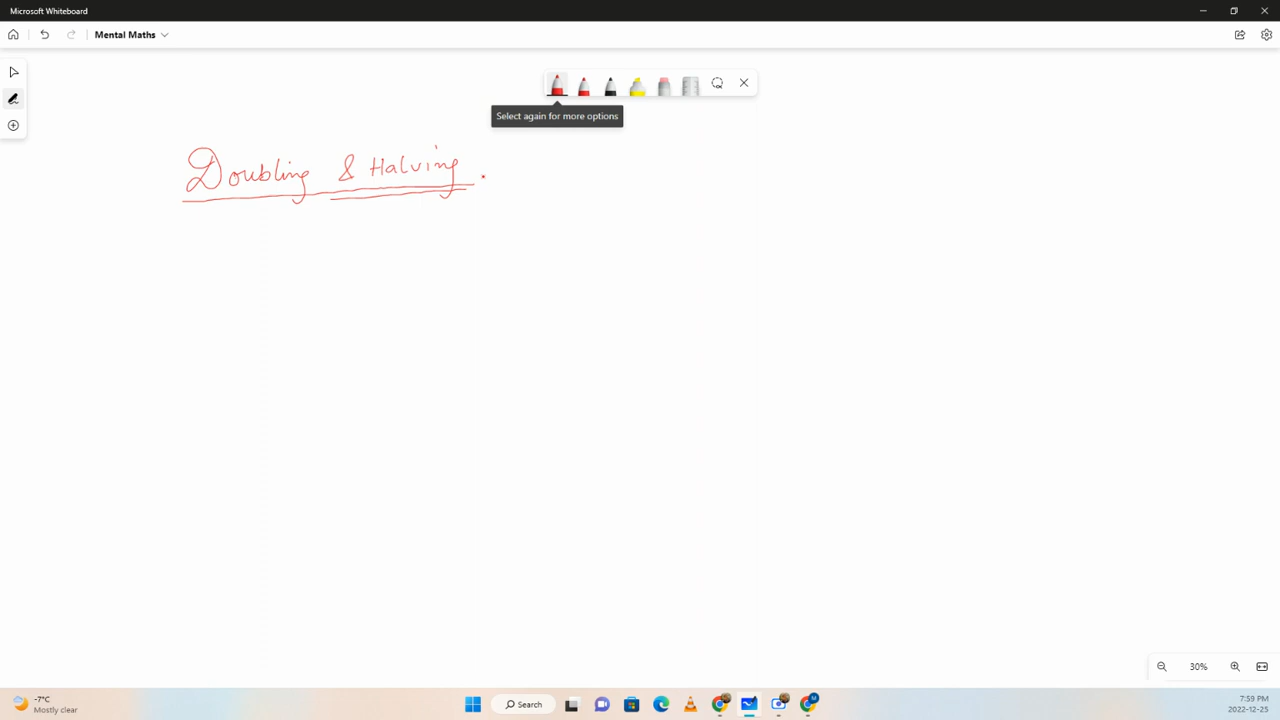 Microsoft Whiteboard
Mental Maths
Select again for more options
Doubling & Halving .
30%
-7°C
Mostly clear
Search
7:59 PM
2022-12-25